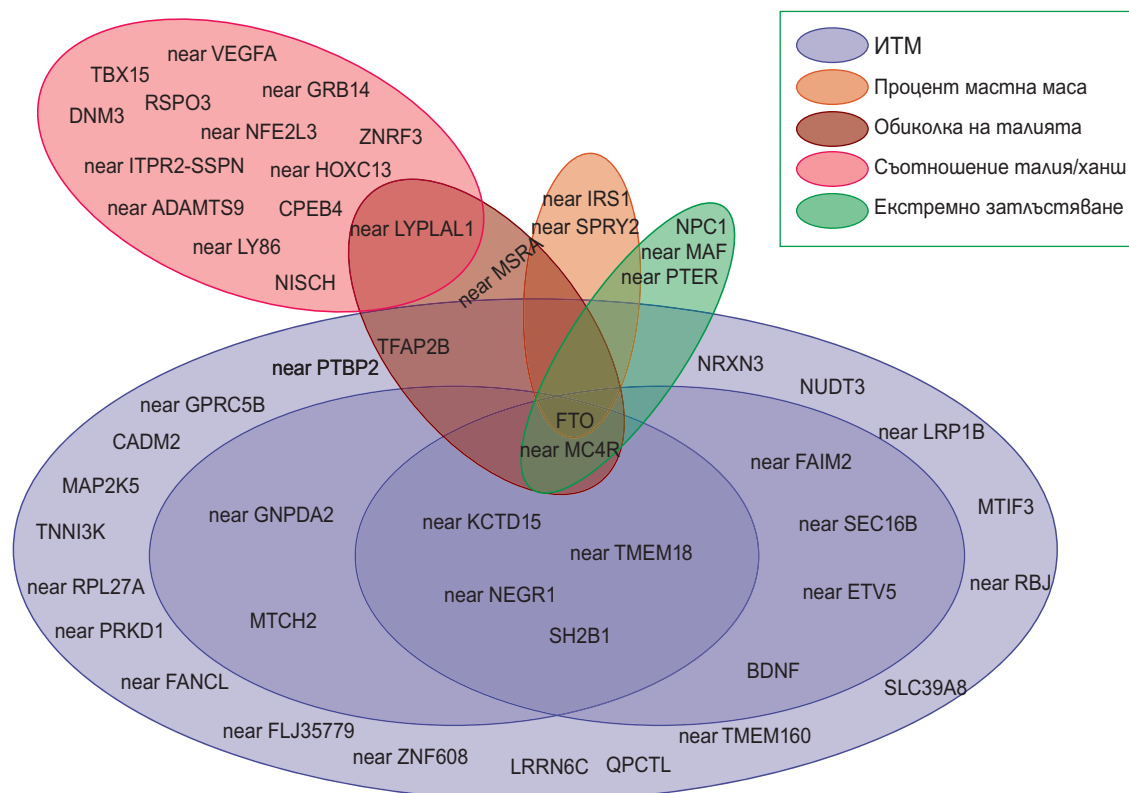 near VEGFA
TBX15
near GRB14
RSPO3
DNM3
near NFE2L3
ZNRF3
near ITPR2-SSPN
near HOXC13
near ADAMTS9
CPEB4
near LY86
NISCH
near LYPLAL1
near MSRA
near IRS1
near SPRY2
NPC1
near MAF
near PTER
ИТМ
Процент мастна маса
Обиколка на талията
Съотношение талия/ханш
Екстремно затлъстяване
TFAP2B
near PTBP2
NRXN3
NUDT3
near GPRC5B
CADM2
FTO
near MC4R
near LRP1B
near FAIM2
MAP2K5
near GNPDA2
near KCTD15
near SEC16B
MTIF3
TNNI3K
near TMEM18
near RPL27A
near NEGR1
near ETV5
near RBJ
near PRKD1
MTCH2
SH2B1
BDNF
near FANCL
SLC39A8
near FLJ35779
near TMEM160
near ZNF608
LRRN6C
QPCTL